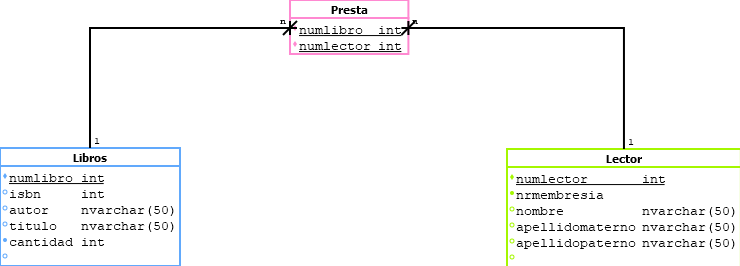 Presta
n
n
numlibro int
numlector int
1
1
Libros
numlibro int
isbn int
autor nvarchar(50)
titulo nvarchar(50)
cantidad int
Lector
numlector int
nrmembresia
nombre nvarchar(50)
apellidomaterno nvarchar(50)
apellidopaterno nvarchar(50)